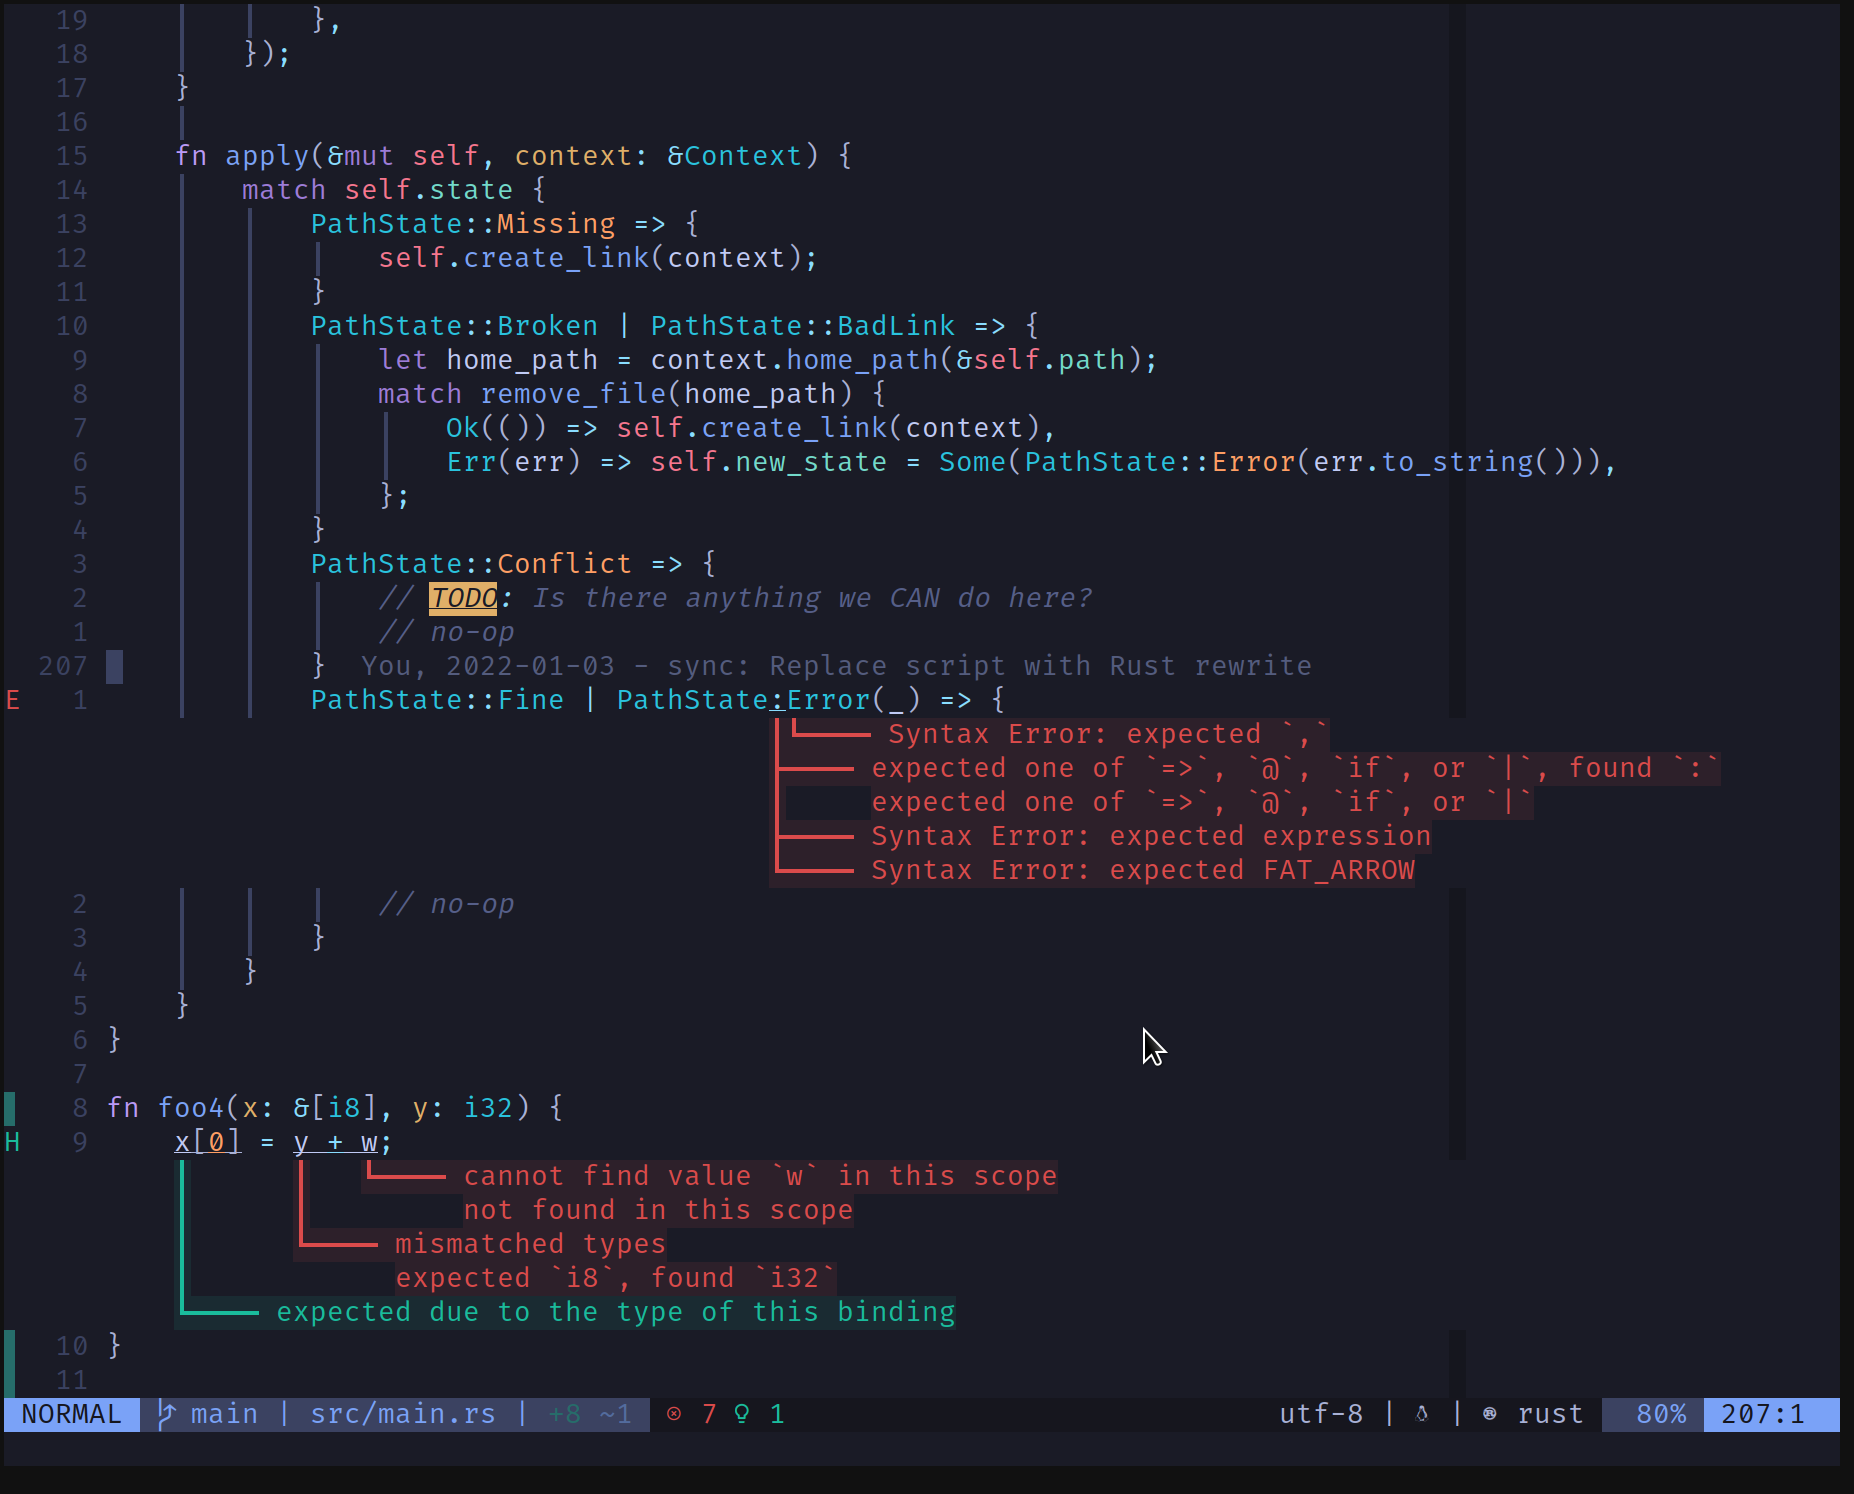 19 },
18 });
17 }
16
15 fn apply(&mut self, context: &Context) {
14 match self.state {
13 PathState::Missing => {
12 self.create_link(context);
11 }
10 PathState::Broken | PathState::BadLink => {
9 let home_path = context.home_path(&self.path);
8 match remove_file(home_path) {
7 Ok(()) => self.create_link(context),
6 Err(err) => self.new_state = Some(PathState::Error(err.to_string())),
5 };
4 }
3 PathState::Conflict => {
2 // TODO: Is there anything we CAN do here?
1 // no-op
207 } You, 2022-01-03 - sync: Replace script with Rust rewrite
E 1 PathState::Fine | PathState:Error(_) => {
Syntax Error: expected `,`
expected one of `=>`, `@`, `if`, or `|`, found `:`
expected one of `=>`, `@`, `if`, or `|`
Syntax Error: expected expression
Syntax Error: expected FAT_ARROW
2 // no-op
3 }
4 }
5 }
6 }
7
8 fn foo4(x: &[i8], y: i32) {
H 9 x[0] = y + w;
cannot find value `w` in this scope
not found in this scope
mismatched types
expected `i8`, found `i32`
expected due to the type of this binding
10 }
11
NORMAL main | src/main.rs | +8 ~1 7 1 utf-8 | | rust 80% 207:1